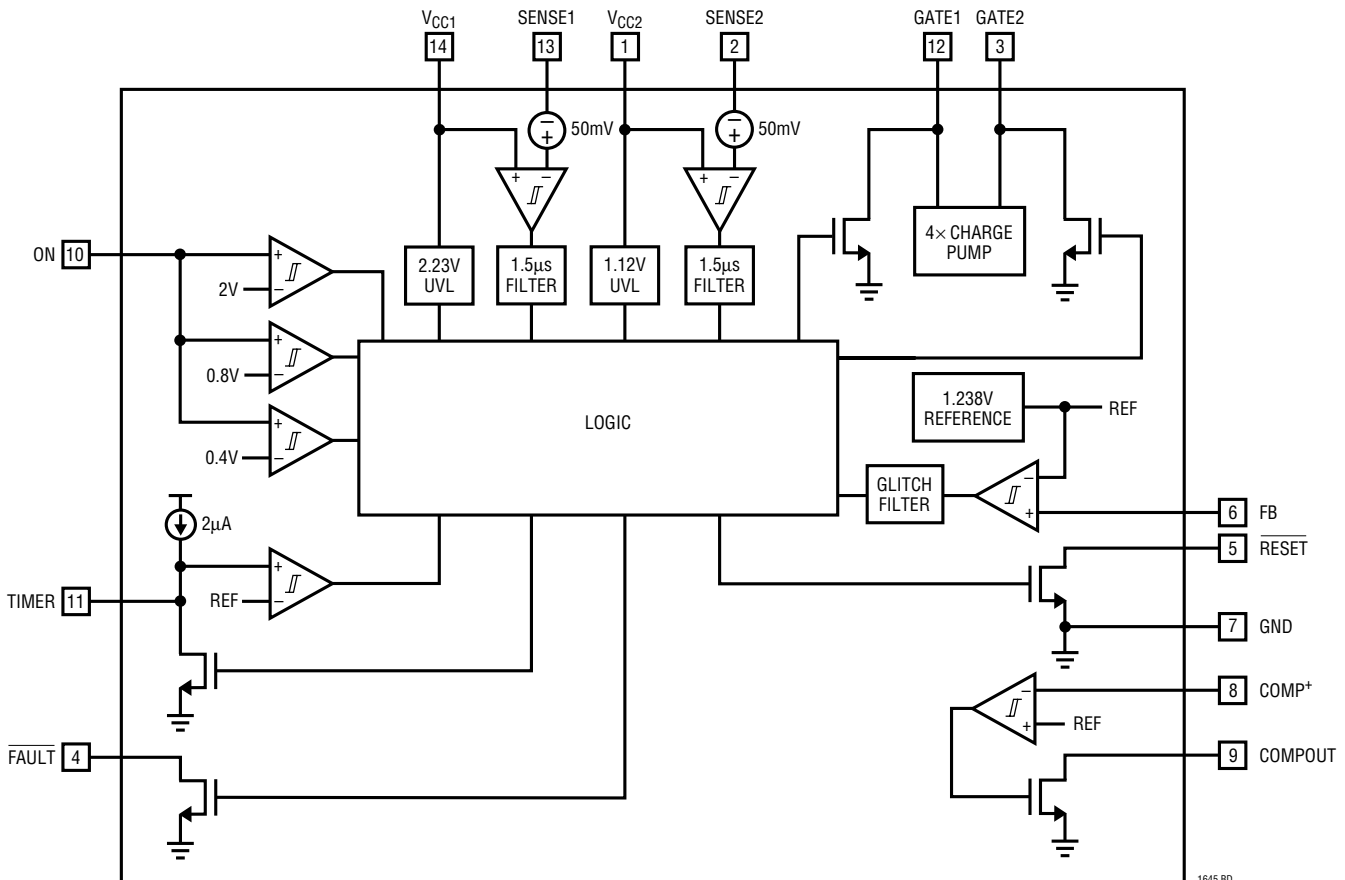 VCC1 SENSE1 VCC2 SENSE2 GATE1 GATE2
14 13 1 2 12 3
− + 50mV − + 50mV
+ − + −
ON 10
+
2V −
2.23V
UVL
1.5µs
FILTER
1.12V
UVL
1.5µs
FILTER
4× CHARGE
PUMP
+
0.8V −
+
0.4V −
LOGIC
1.238V
REFERENCE
REF
GLITCH
FILTER
−
+
6 FB
5 RESET
2µA
+
REF −
TIMER 11
7 GND
8 COMP+
−
+ REF
FAULT 4
9 COMPOUT